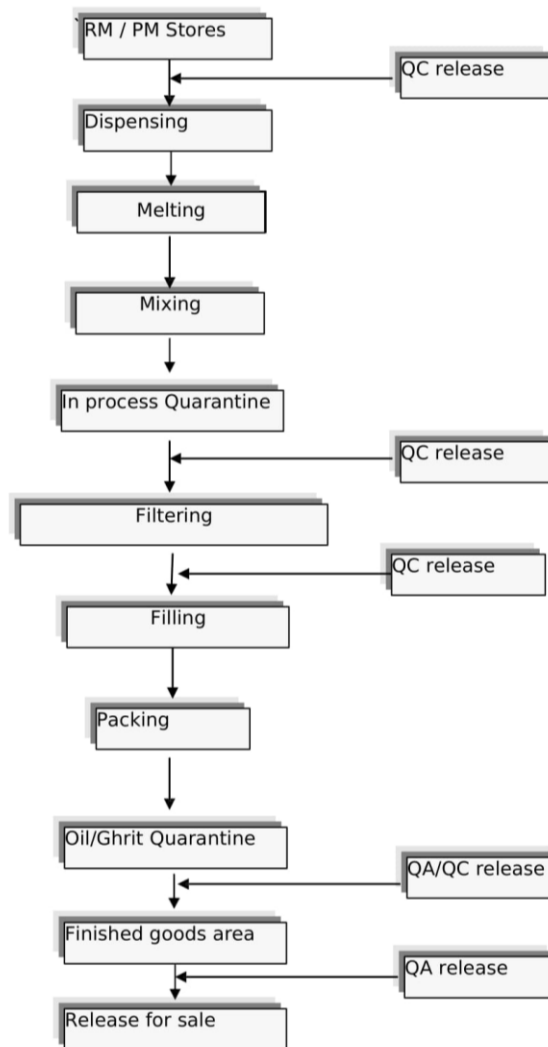 `RM / PM Stores
QC release
Dispensing
Melting
Mixing
In process Quarantine
QC release
Filtering
QC release
Filling
Packing
Oil/Ghrit Quarantine
QA/QC release
Finished goods area
QA release
Release for sale